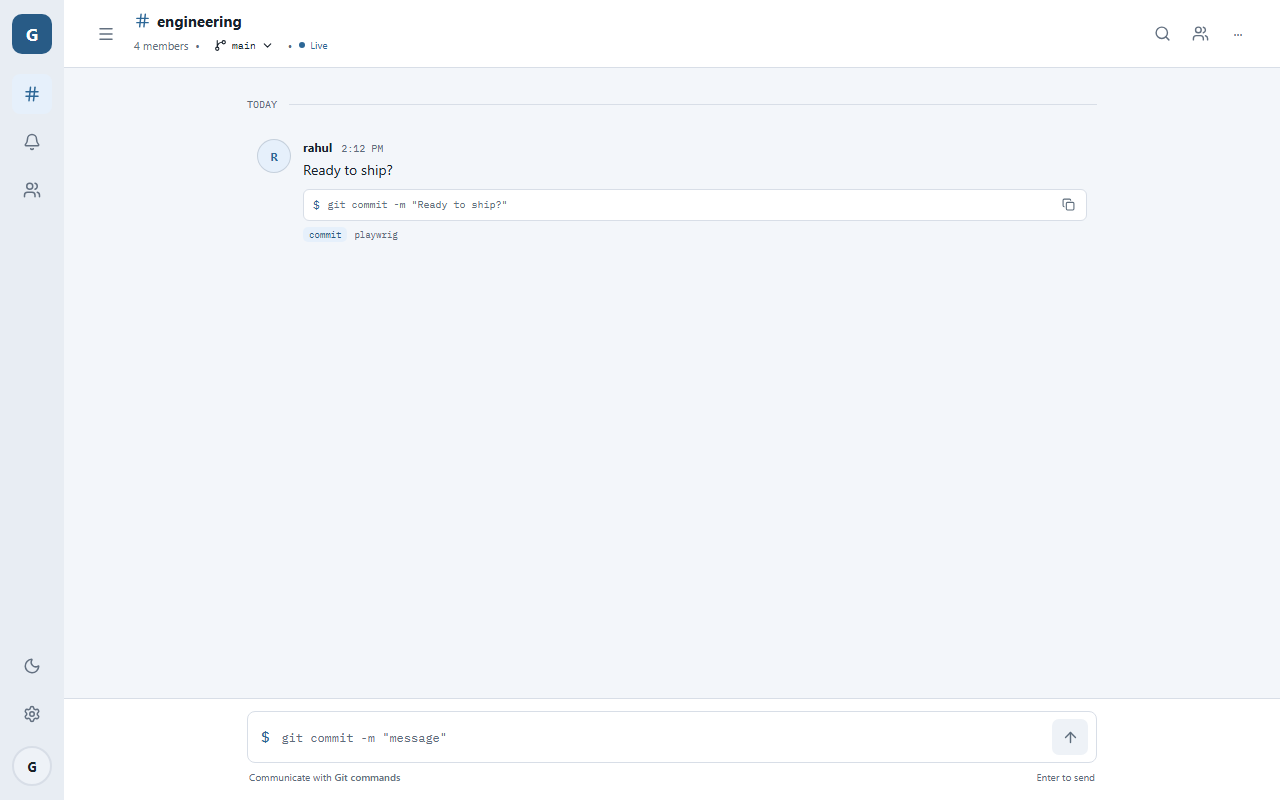 G
# engineering
4 members • main • Live
TODAY
R
rahul 2:12 PM
Ready to ship?
$ git commit -m "Ready to ship?"
commit playwrig
$ git commit -m "message"
Communicate with Git commands
Enter to send
G